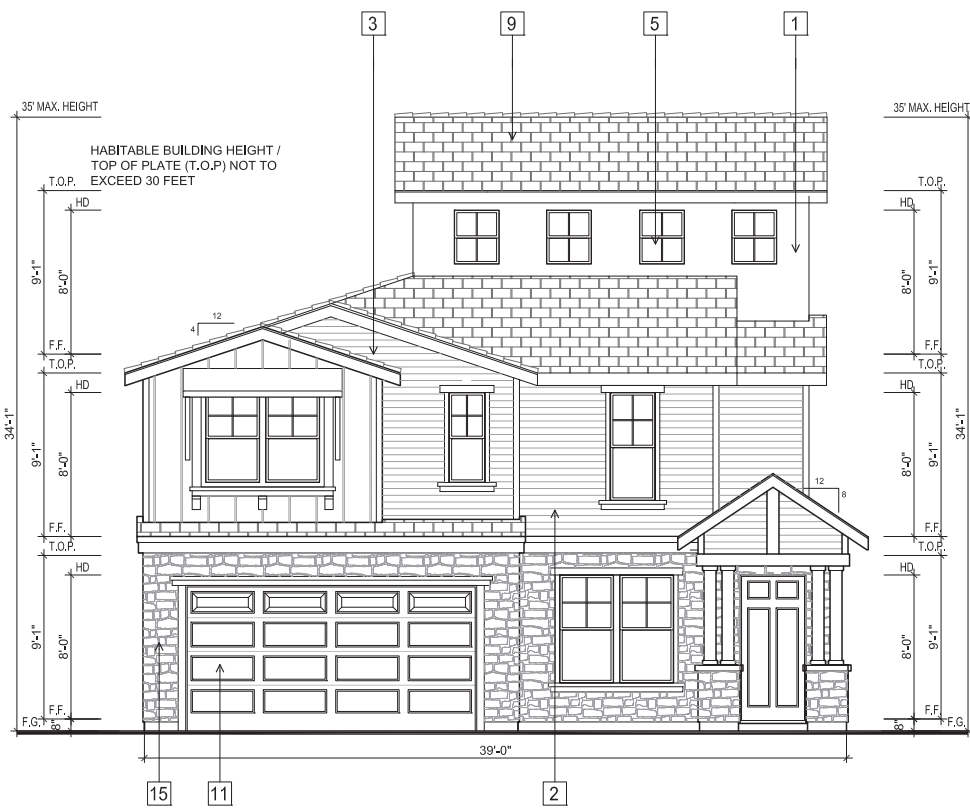 3
9
5
1
35' MAX. HEIGHT
35' MAX. HEIGHT
HABITABLE BUILDING HEIGHT /
TOP OF PLATE (T.O.P) NOT TO
EXCEED 30 FEET
T.O.P.
T.O.P.
HD
HD
9'-1"
8'-0"
8'-0"
9'-1"
12
4
F.F.
F.F.
T.O.P.
T.O.P.
HD
HD
34'-1"
9'-1"
8'-0"
8'-0"
9'-1"
34'-1"
12
8
F.F.
F.F.
T.O.P.
T.O.P.
HD
HD
9'-1"
8'-0"
8'-0"
9'-1"
F.F.
F.F.
F.G.
8"
8"
F.G.
39'-0"
15
11
2